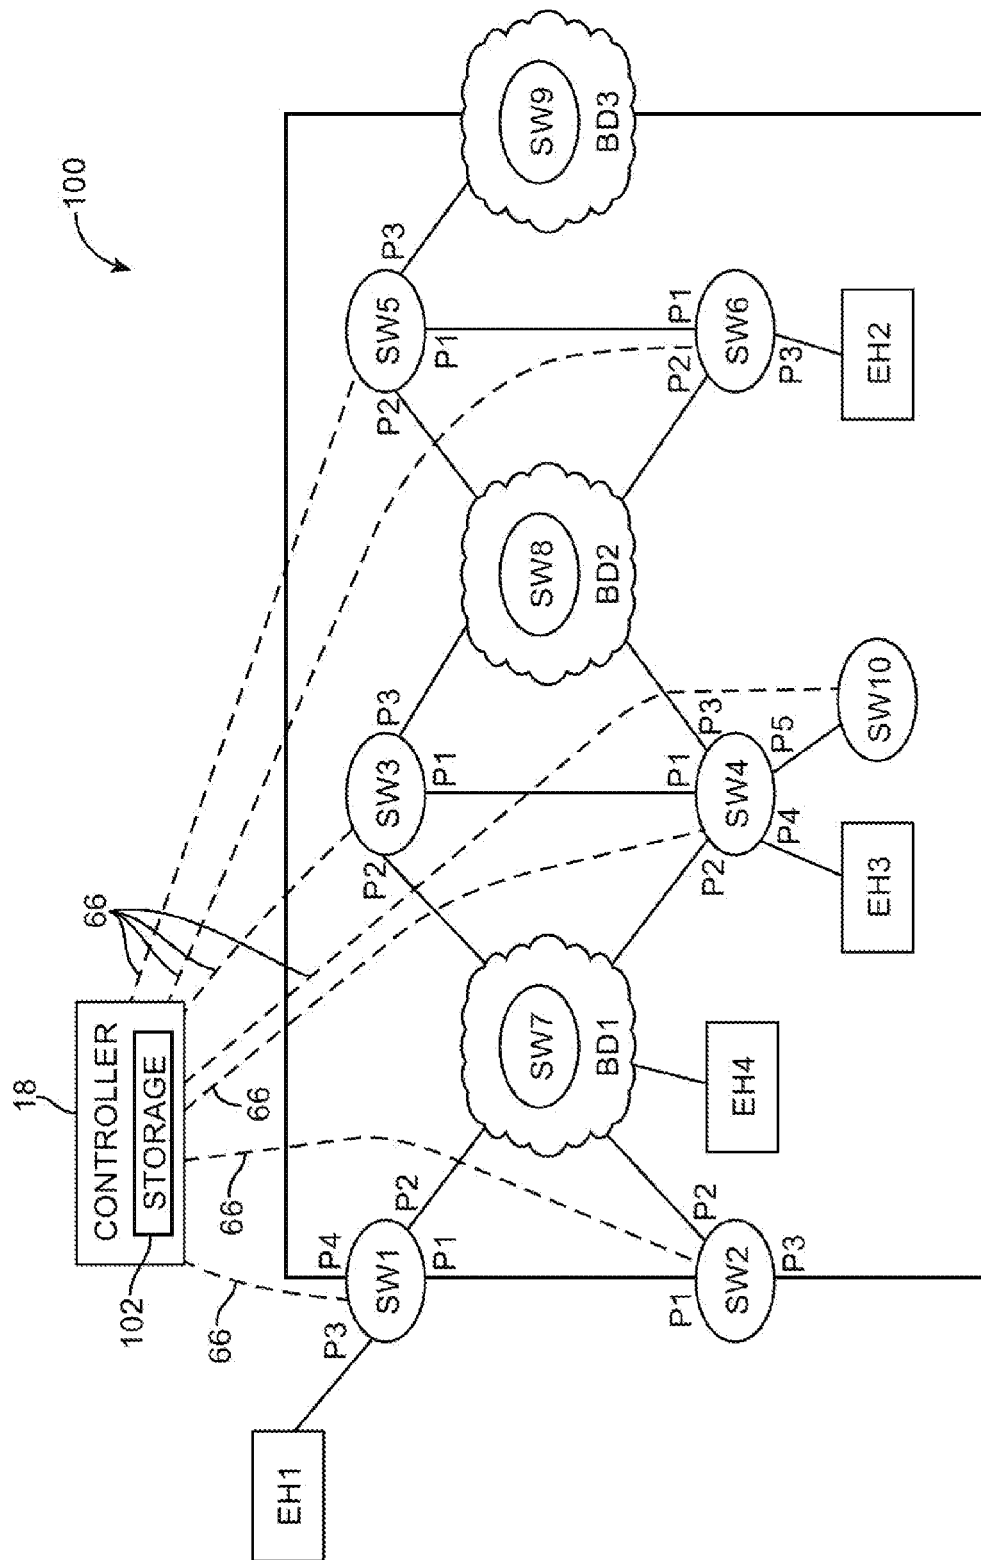 100
18
CONTROLLER
STORAGE
102
66
66
66
66
EH1
P3
SW1
P4
P2
P1
P2
SW3
P3
P1
P2
SW5
P3
P1
SW7
BD1
SW8
BD2
SW9
BD3
P1
SW2
P2
P3
EH4
P2
SW4
P1
P3
P4
P5
EH3
SW10
P2
SW6
P1
P3
EH2